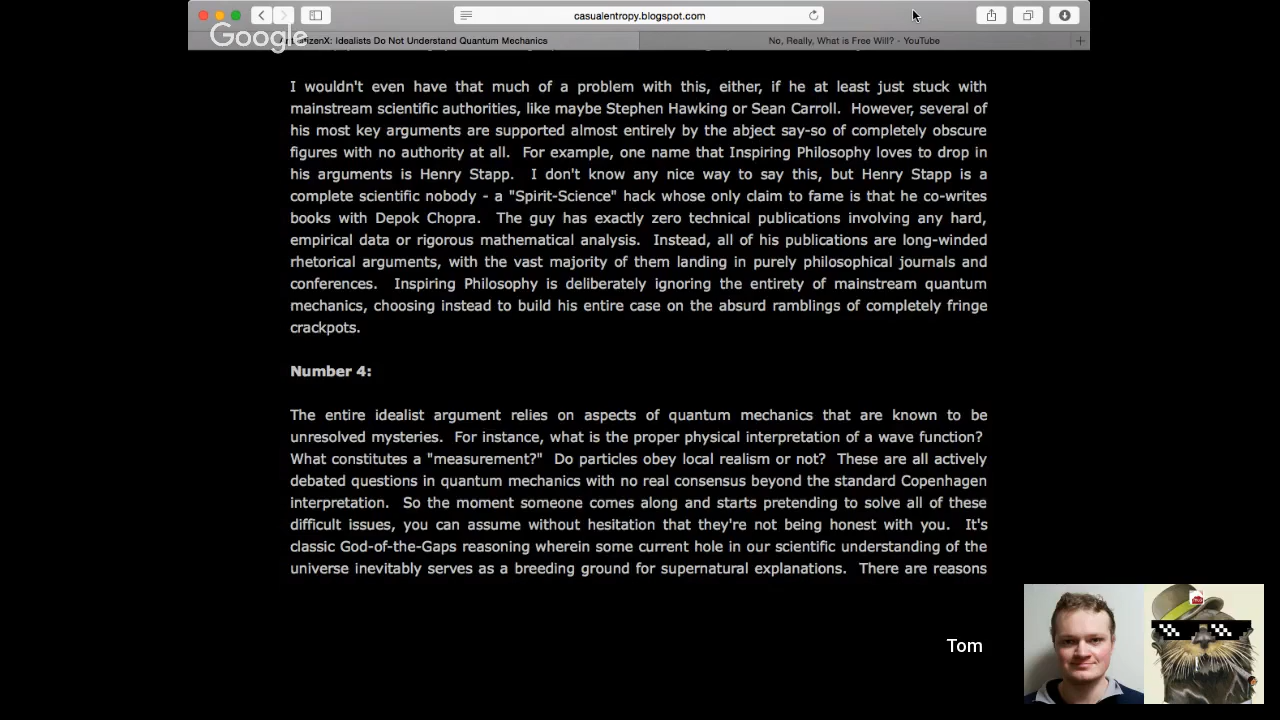 casualentropy.blogspot.com
Google
izenX: Idealists Do Not Understand Quantum Mechanics
No, Really, What is Free Will? - YouTube
I wouldn't even have that much of a problem with this, either, if he at least just stuck with
mainstream scientific authorities, like maybe Stephen Hawking or Sean Carroll. However, several of
his most key arguments are supported almost entirely by the abject say-so of completely obscure
figures with no authority at all. For example, one name that Inspiring Philosophy loves to drop in
his arguments is Henry Stapp. I don't know any nice way to say this, but Henry Stapp is a
complete scientific nobody - a "Spirit-Science" hack whose only claim to fame is that he co-writes
books with Depok Chopra. The guy has exactly zero technical publications involving any hard,
empirical data or rigorous mathematical analysis. Instead, all of his publications are long-winded
rhetorical arguments, with the vast majority of them landing in purely philosophical journals and
conferences. Inspiring Philosophy is deliberately ignoring the entirety of mainstream quantum
mechanics, choosing instead to build his entire case on the absurd ramblings of completely fringe
crackpots.
Number 4:
The entire idealist argument relies on aspects of quantum mechanics that are known to be
unresolved mysteries. For instance, what is the proper physical interpretation of a wave function?
What constitutes a "measurement?" Do particles obey local realism or not? These are all actively
debated questions in quantum mechanics with no real consensus beyond the standard Copenhagen
interpretation. So the moment someone comes along and starts pretending to solve all of these
difficult issues, you can assume without hesitation that they're not being honest with you. It's
classic God-of-the-Gaps reasoning wherein some current hole in our scientific understanding of the
universe inevitably serves as a breeding ground for supernatural explanations. There are reasons
Tom